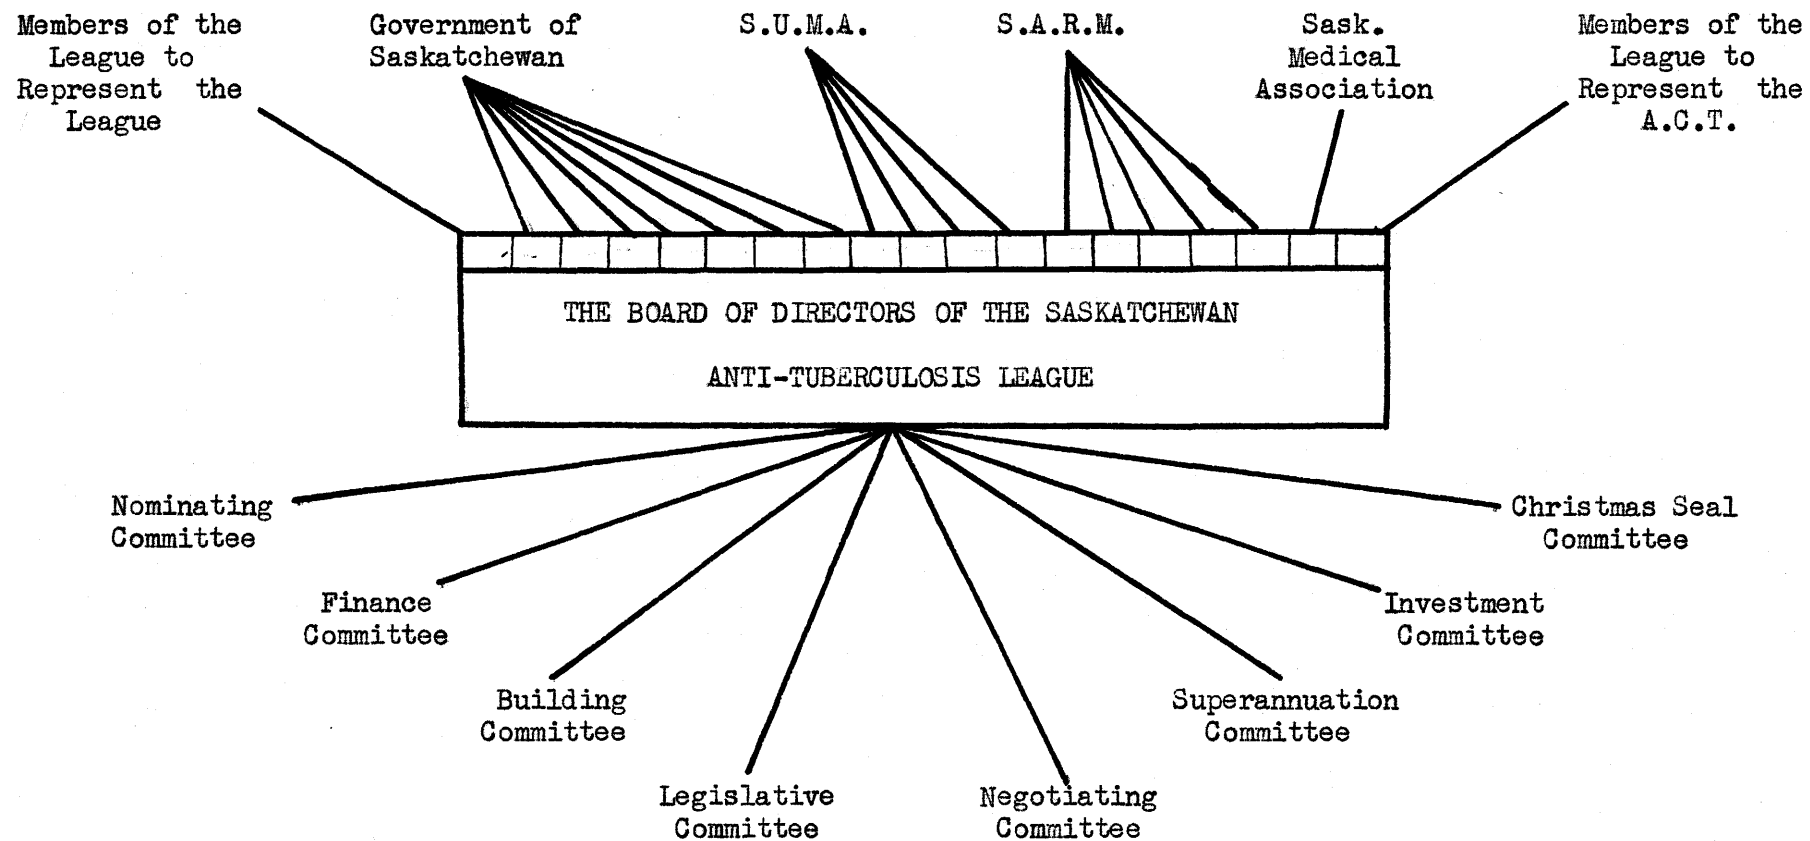 Members of the
League to
Represent the
League
Government of
Saskatchewan
S.U.M.A.
S.A.R.M.
Sask.
Medical
Association
Members of the
League to
Represent the
A.C.T.
THE BOARD OF DIRECTORS OF THE SASKATCHEWAN
ANTI-TUBERCULOSIS LEAGUE
Nominating
Committee
Finance
Committee
Building
Committee
Legislative
Committee
Negotiating
Committee
Superannuation
Committee
Investment
Committee
Christmas Seal
Committee